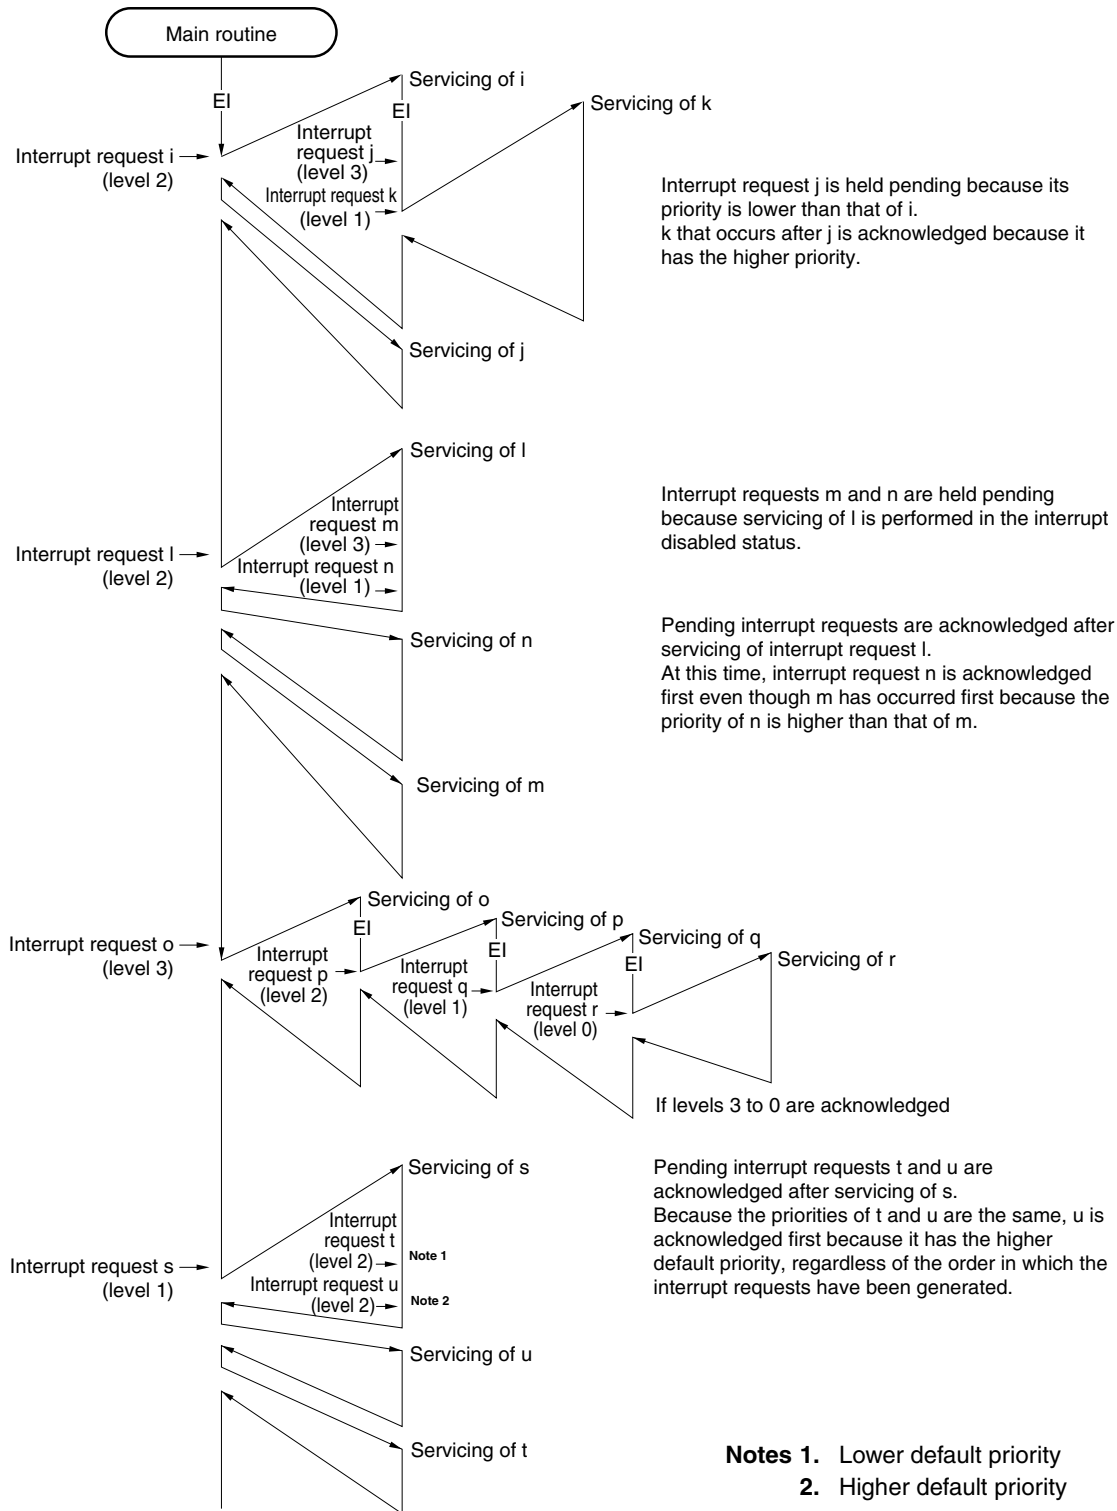 Main routine
EI
Servicing of i
EI
Servicing of k
Interrupt request i
(level 2)
Interrupt
request j
(level 3)
Interrupt request k
(level 1)
Interrupt request j is held pending because its
priority is lower than that of i.
k that occurs after j is acknowledged because it
has the higher priority.
Servicing of j
Servicing of l
Interrupt request l
(level 2)
Interrupt
request m
(level 3)
Interrupt request n
(level 1)
Interrupt requests m and n are held pending
because servicing of l is performed in the interrupt
disabled status.
Servicing of n
Pending interrupt requests are acknowledged after
servicing of interrupt request l.
At this time, interrupt request n is acknowledged
first even though m has occurred first because the
priority of n is higher than that of m.
Servicing of m
Servicing of o
EI
Servicing of p
EI
Servicing of q
EI
Servicing of r
Interrupt request o
(level 3)
Interrupt
request p
(level 2)
Interrupt
request q
(level 1)
Interrupt
request r
(level 0)
If levels 3 to 0 are acknowledged
Servicing of s
Interrupt request s
(level 1)
Interrupt
request t
(level 2)
Note 1
Interrupt request u
(level 2)
Note 2
Pending interrupt requests t and u are
acknowledged after servicing of s.
Because the priorities of t and u are the same, u is
acknowledged first because it has the higher
default priority, regardless of the order in which the
interrupt requests have been generated.
Servicing of u
Servicing of t
Notes 1. Lower default priority
2. Higher default priority